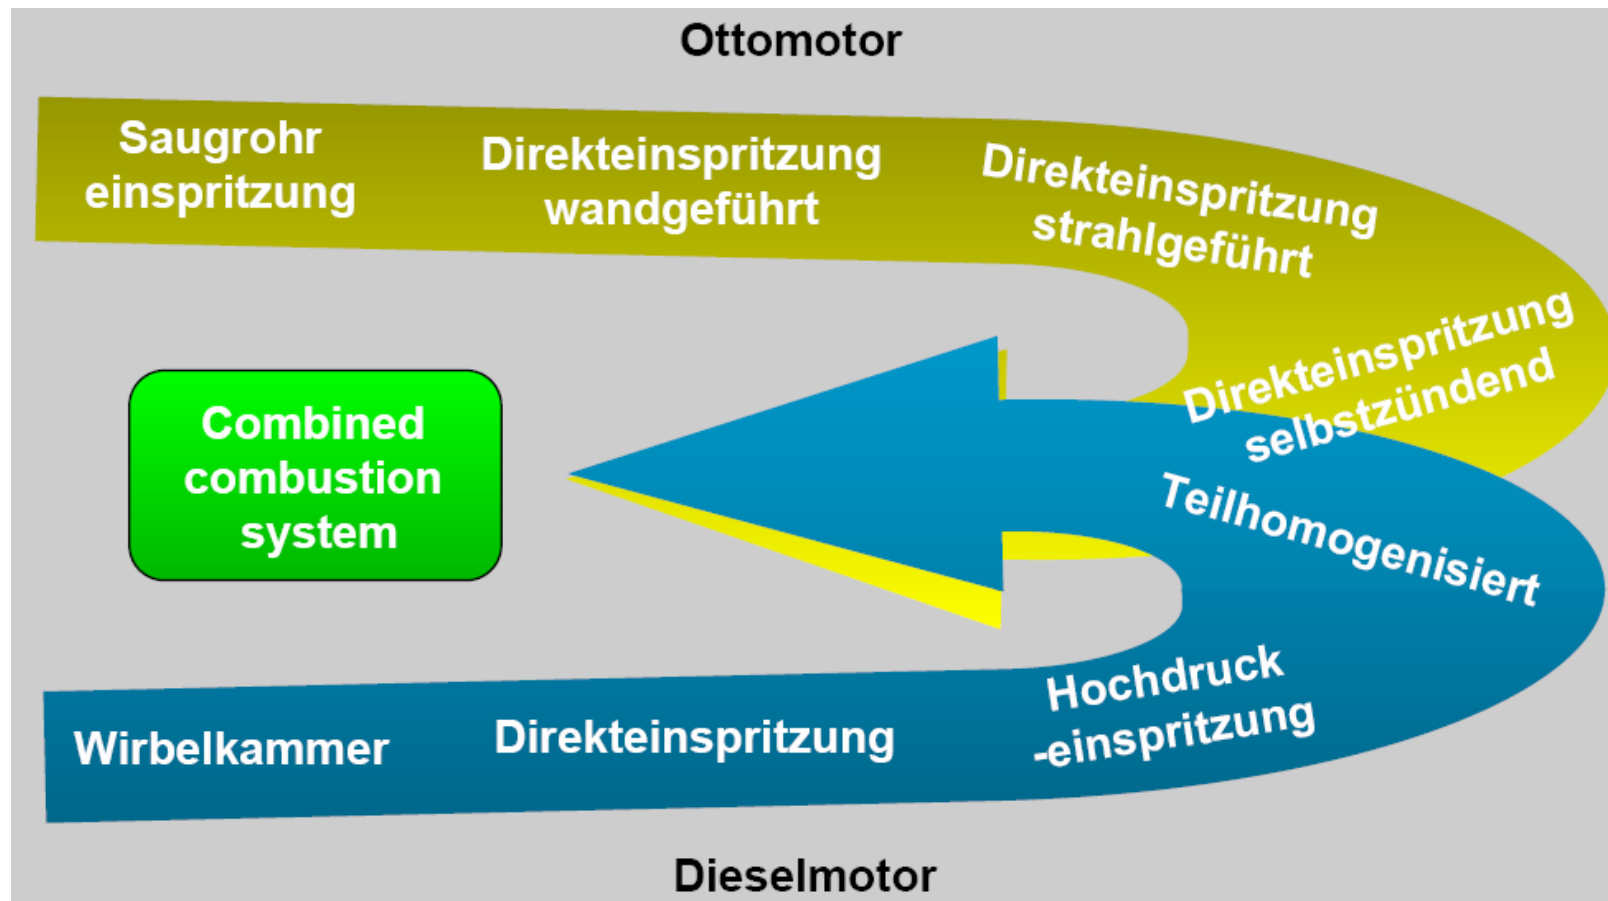 Ottomotor
Saugrohr
einspritzung
Direkteinspritzung
wandgeführt
Direkteinspritzung
strahlgeführt
Direkteinspritzung
selbstzündend
Combined
combustion
system
Teilhomogenisiert
Hochdruck
-einspritzung
Direkteinspritzung
Wirbelkammer
Dieselmotor